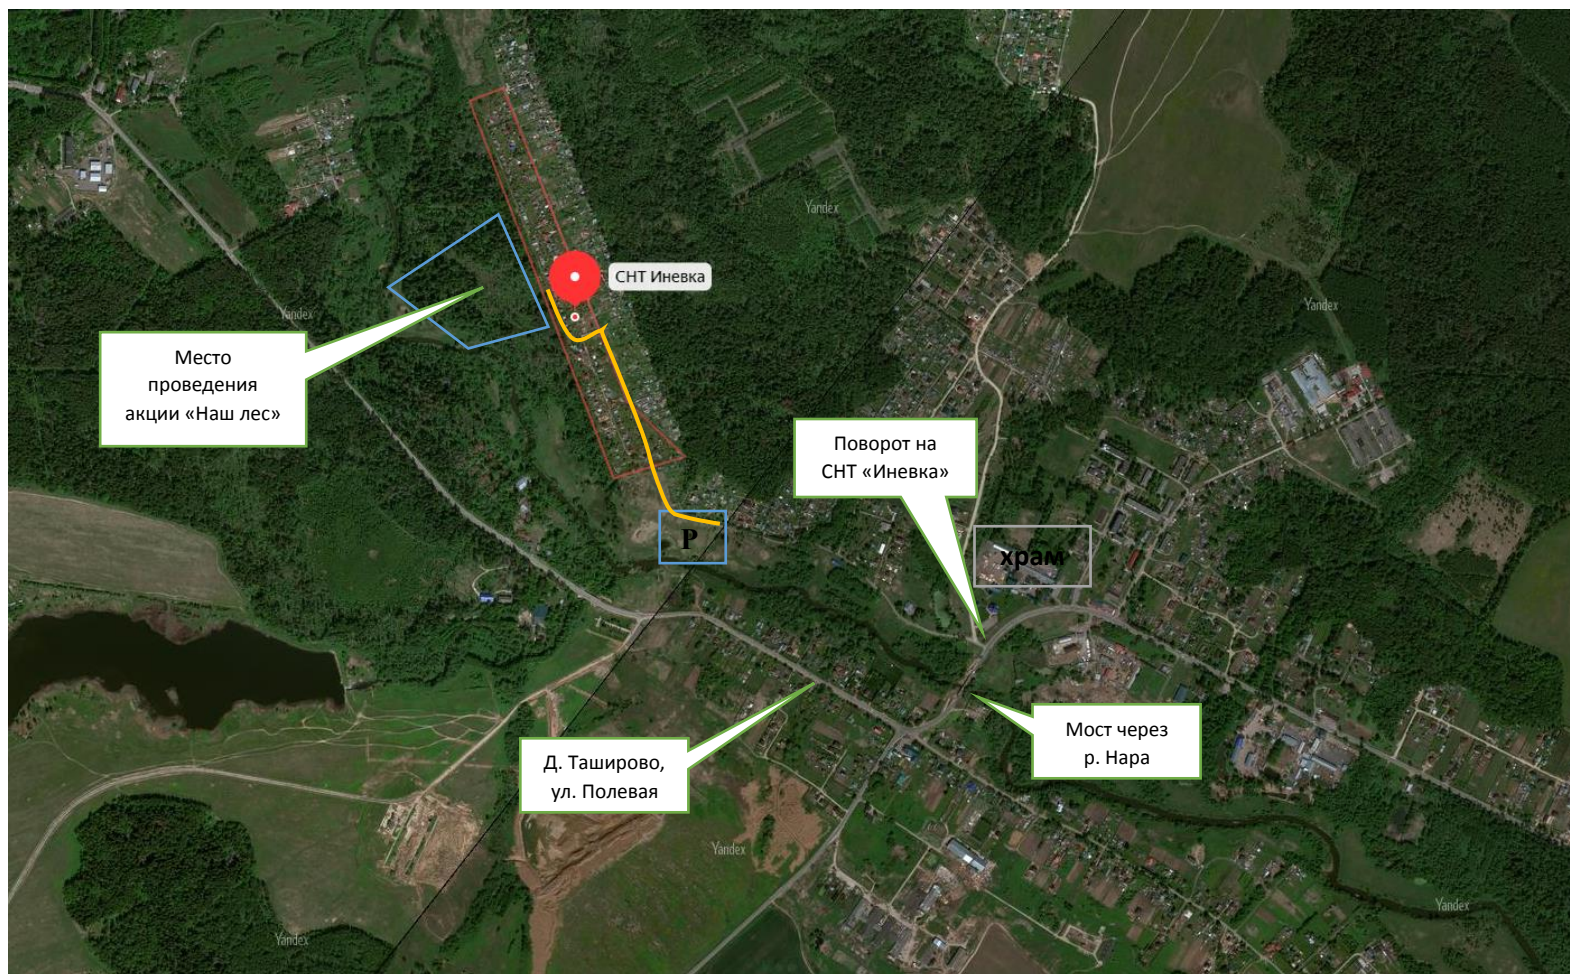 Yandex
СНТ Иневка
Yandex
Yandex
Место
проведения
акции «Наш лес»
Поворот на
СНТ «Иневка»
P
храм
Мост через
р. Нара
Д. Таширово,
ул. Полевая
Yandex
Yandex
Yandex